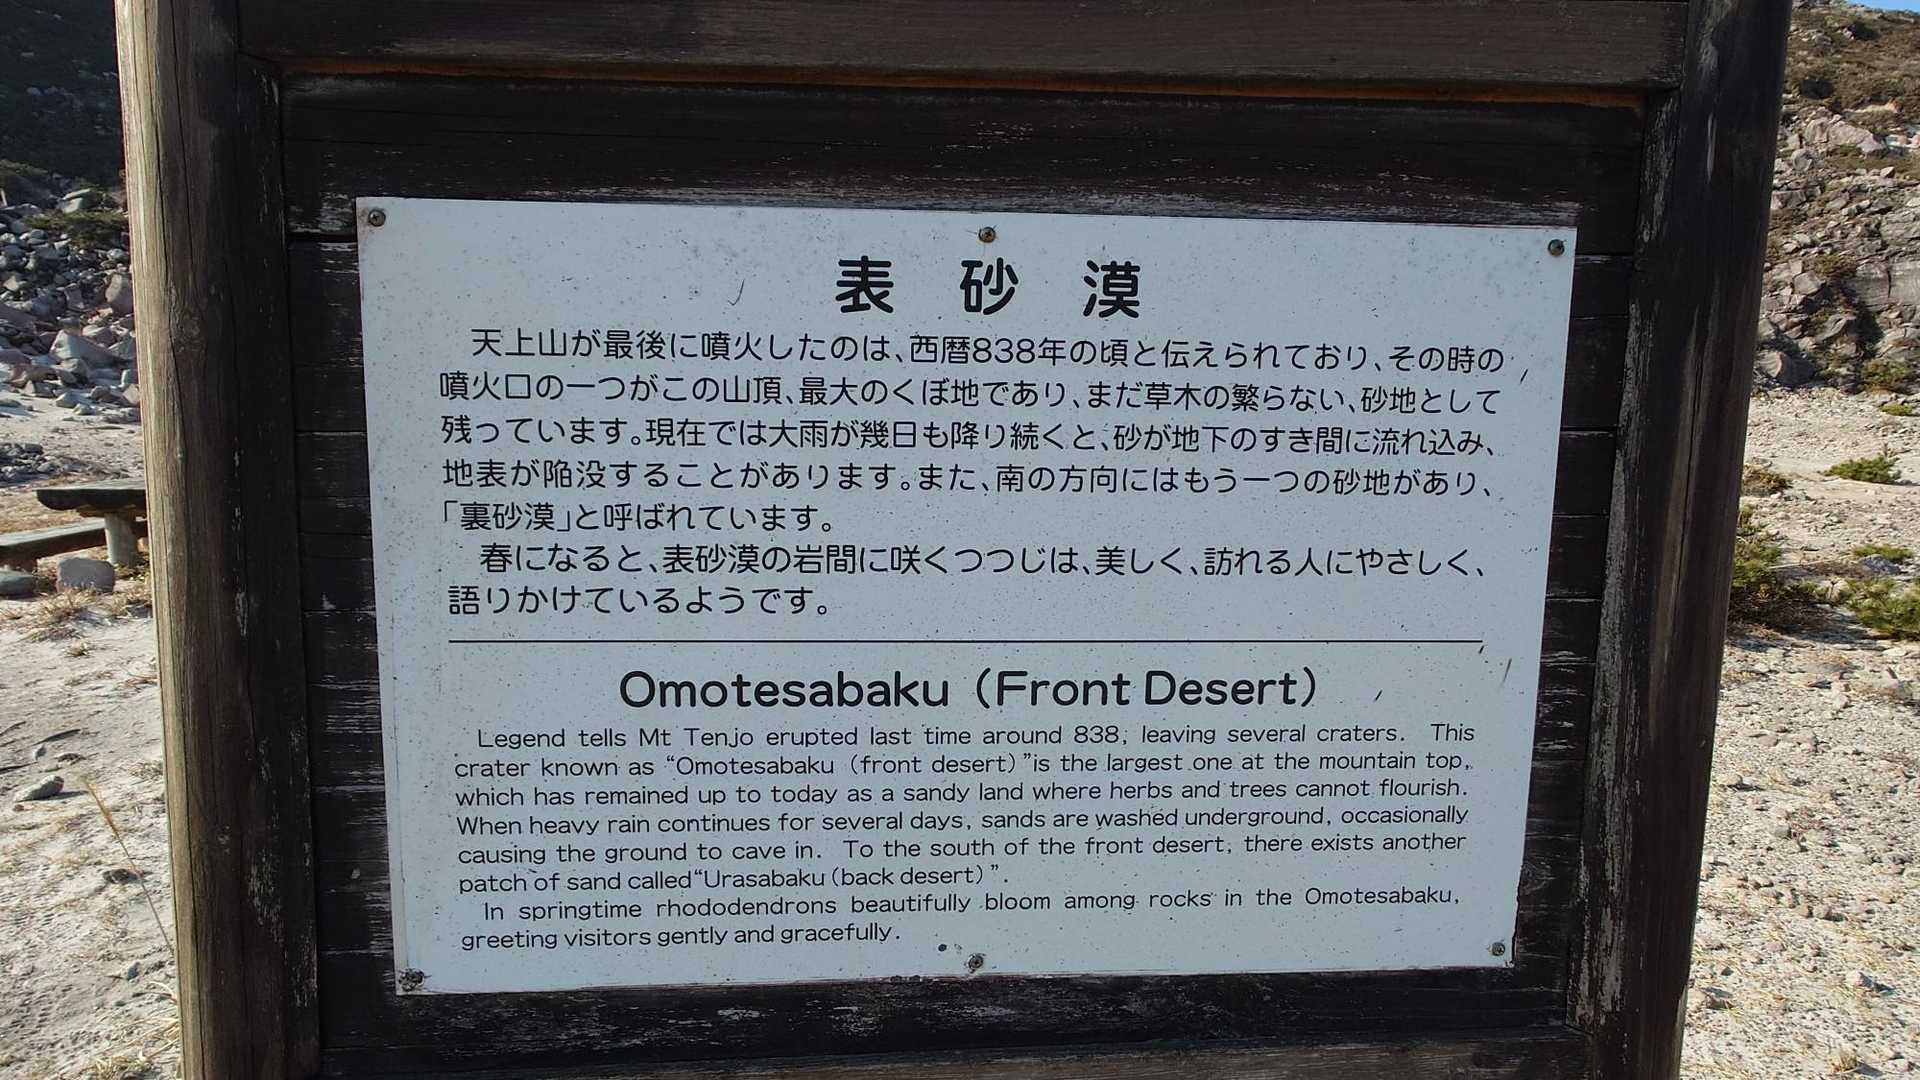 表砂漠
天上山が最後に噴火したのは、西暦838年の頃と伝えられており、その時の
噴火口の一つがこの山頂、最大のくぼ地であり、まだ草木の繁らない、砂地として
残っています。現在では大雨が幾日も降り続くと、砂が地下のすき間に流れ込み、
地表が陥没することがあります。また、南の方向にはもう一つの砂地があり、
「裏砂漠」と呼ばれています。
春になると、表砂漠の岩間に咲くつつじは、美しく、訪れる人にやさしく、
語りかけているようです。
Omotesabaku (Front Desert)
Legend tells Mt Tenjo erupted last time around 838, leaving several craters. This
crater known as “Omotesabaku (front desert)”is the largest one at the mountain top,
which has remained up to today as a sandy land where herbs and trees cannot flourish.
When heavy rain continues for several days, sands are washed underground, occasionally
causing the ground to cave in. To the south of the front desert, there exists another
patch of sand called“Urasabaku (back desert)”.
In springtime rhododendrons beautifully bloom among rocks in the Omotesabaku,
greeting visitors gently and gracefully.